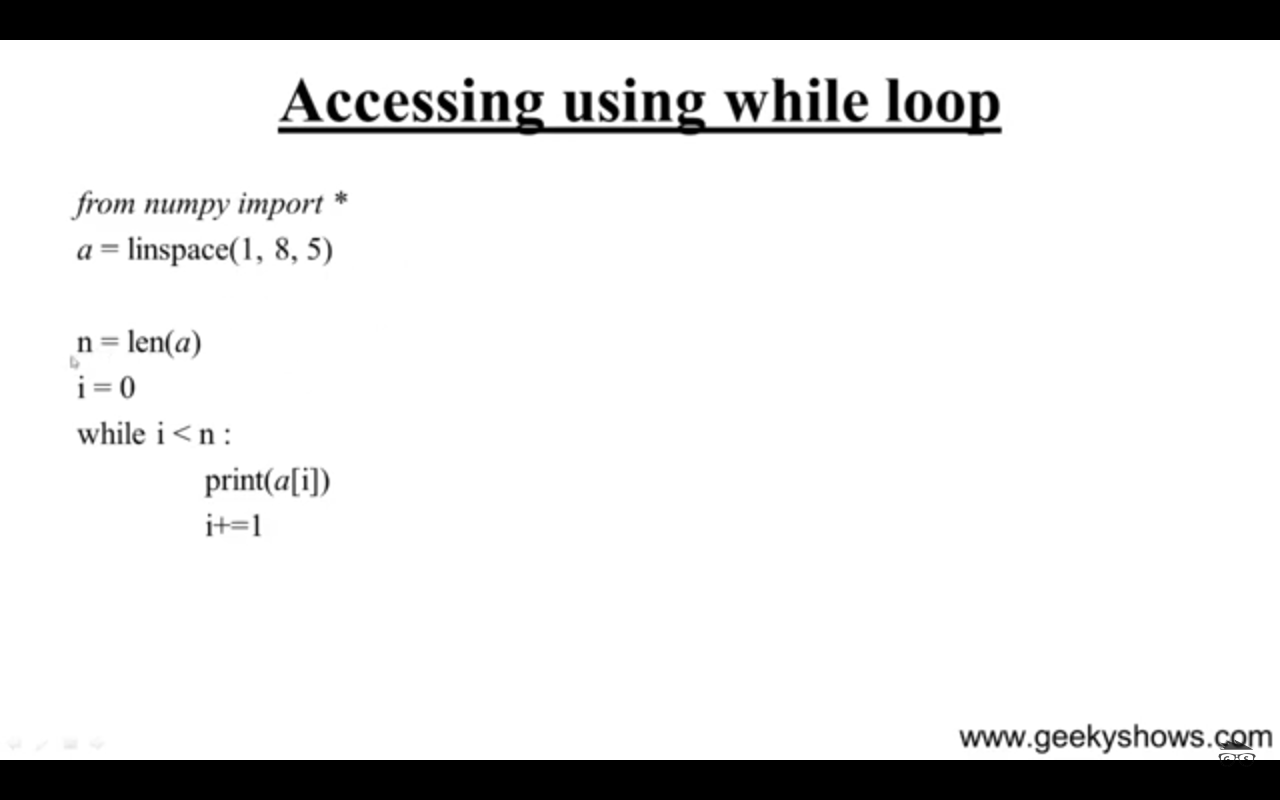 Accessing using while loop
from numpy import *
a = linspace(1, 8, 5)
n = len(a)
i = 0
while i < n :
print(a[i])
i+=1
www.geekyshows.com